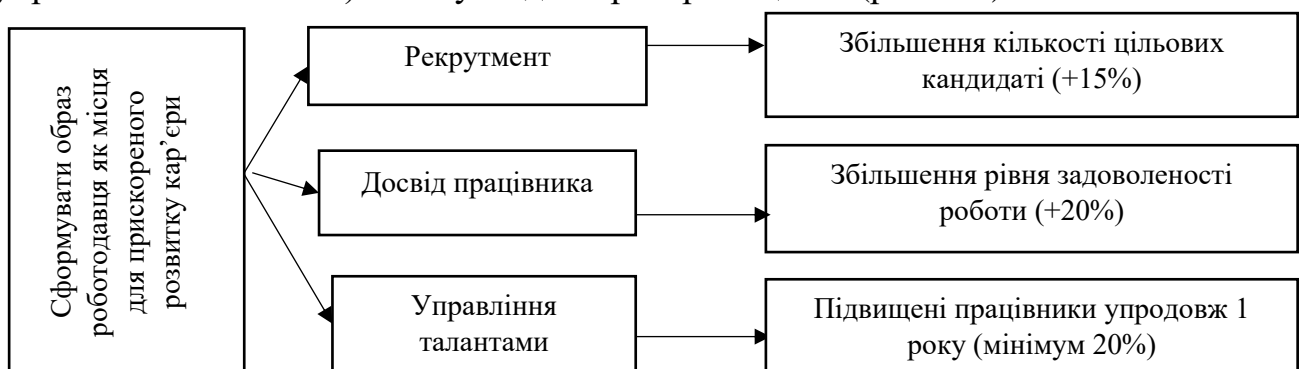 Сформувати образ
роботодавця як місця
для прискореного
розвитку кар’єри
Рекрутмент
Збільшення кількості цільових
кандидаті (+15%)
Досвід працівника
Збільшення рівня задоволеності
роботи (+20%)
Управління
талантами
Підвищені працівники упродовж 1
року (мінімум 20%)